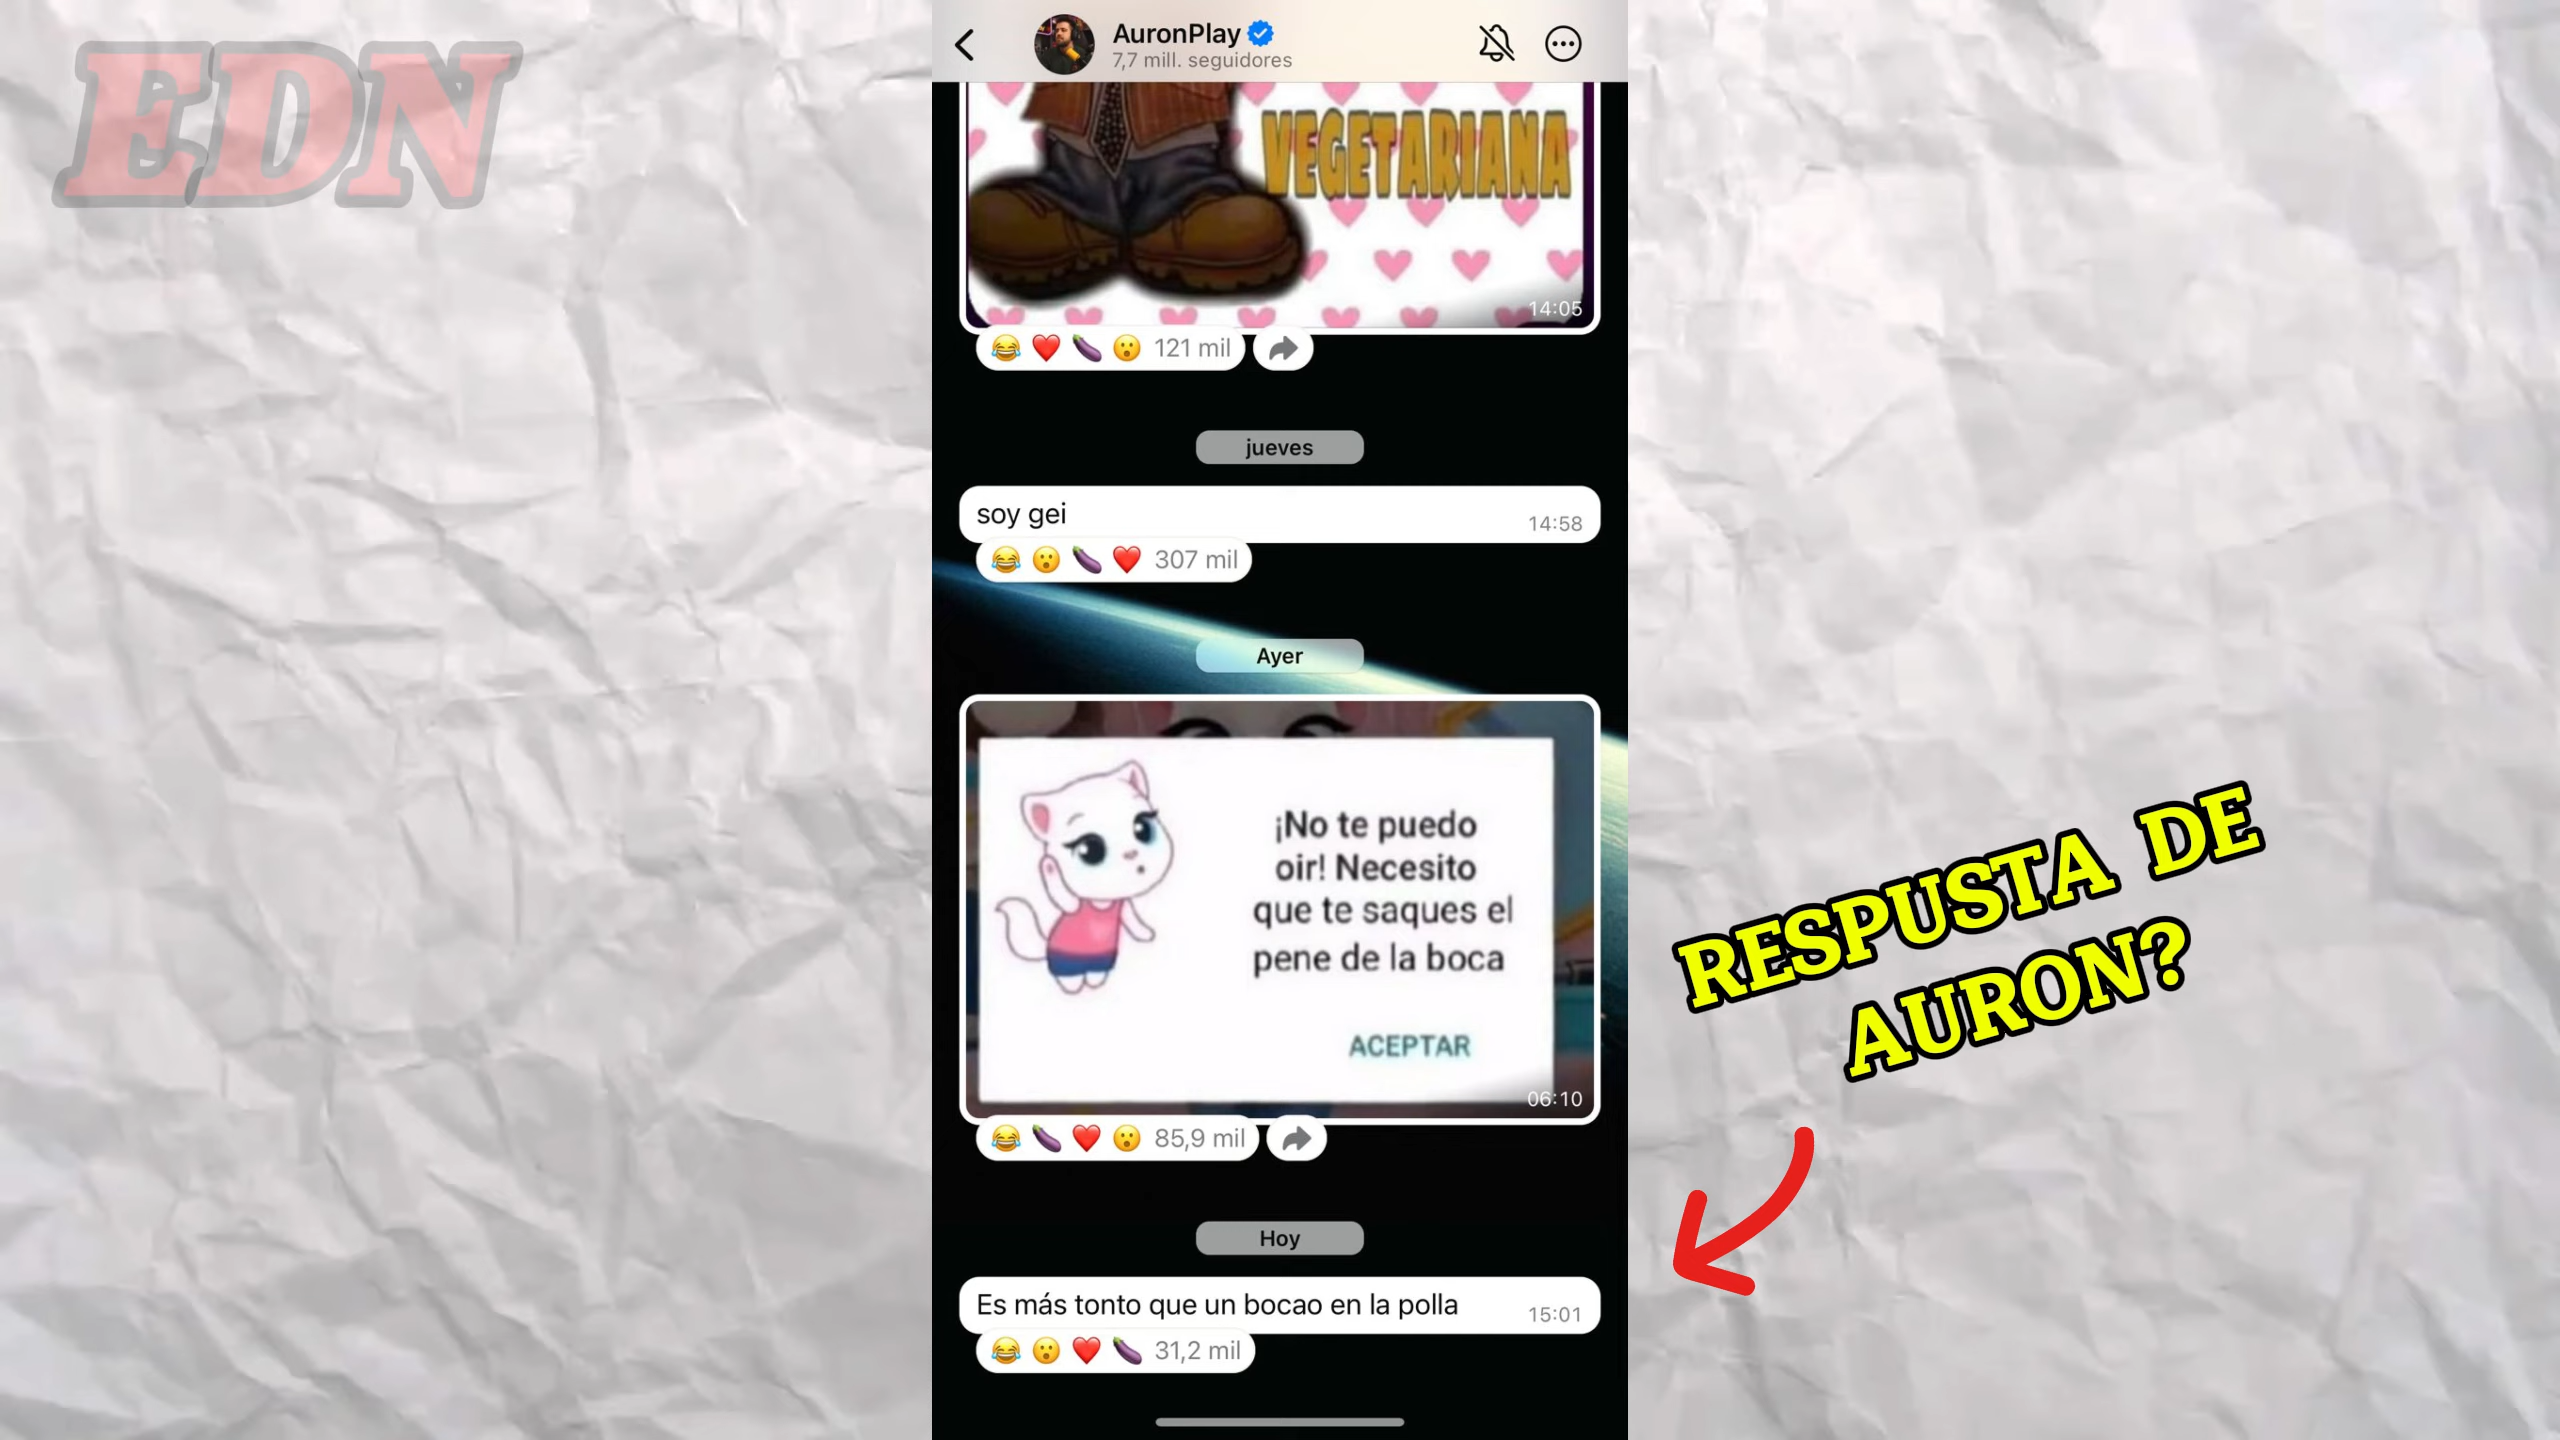 EDN
AuronPlay
7,7 mill. seguidores
VEGETARIANA
14:05
121 mil
jueves
soy gei
14:58
307 mil
Ayer
¡No te puedo
oir! Necesito
que te saques el
pene de la boca
ACEPTAR
06:10
85,9 mil
Hoy
Es más tonto que un bocao en la polla
15:01
31,2 mil
RESPUSTA DE
AURON?